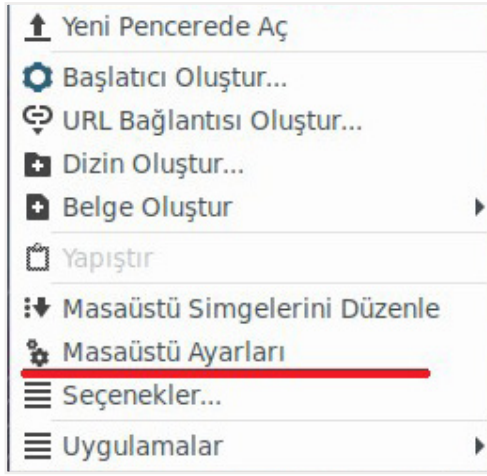 Yeni Pencerede Aç
Başlatıcı Oluştur...
URL Bağlantısı Oluştur...
Dizin Oluştur...
Belge Oluştur
Yapıştır
Masaüstü Simgelerini Düzenle
Masaüstü Ayarları
Seçenekler...
Uygulamalar